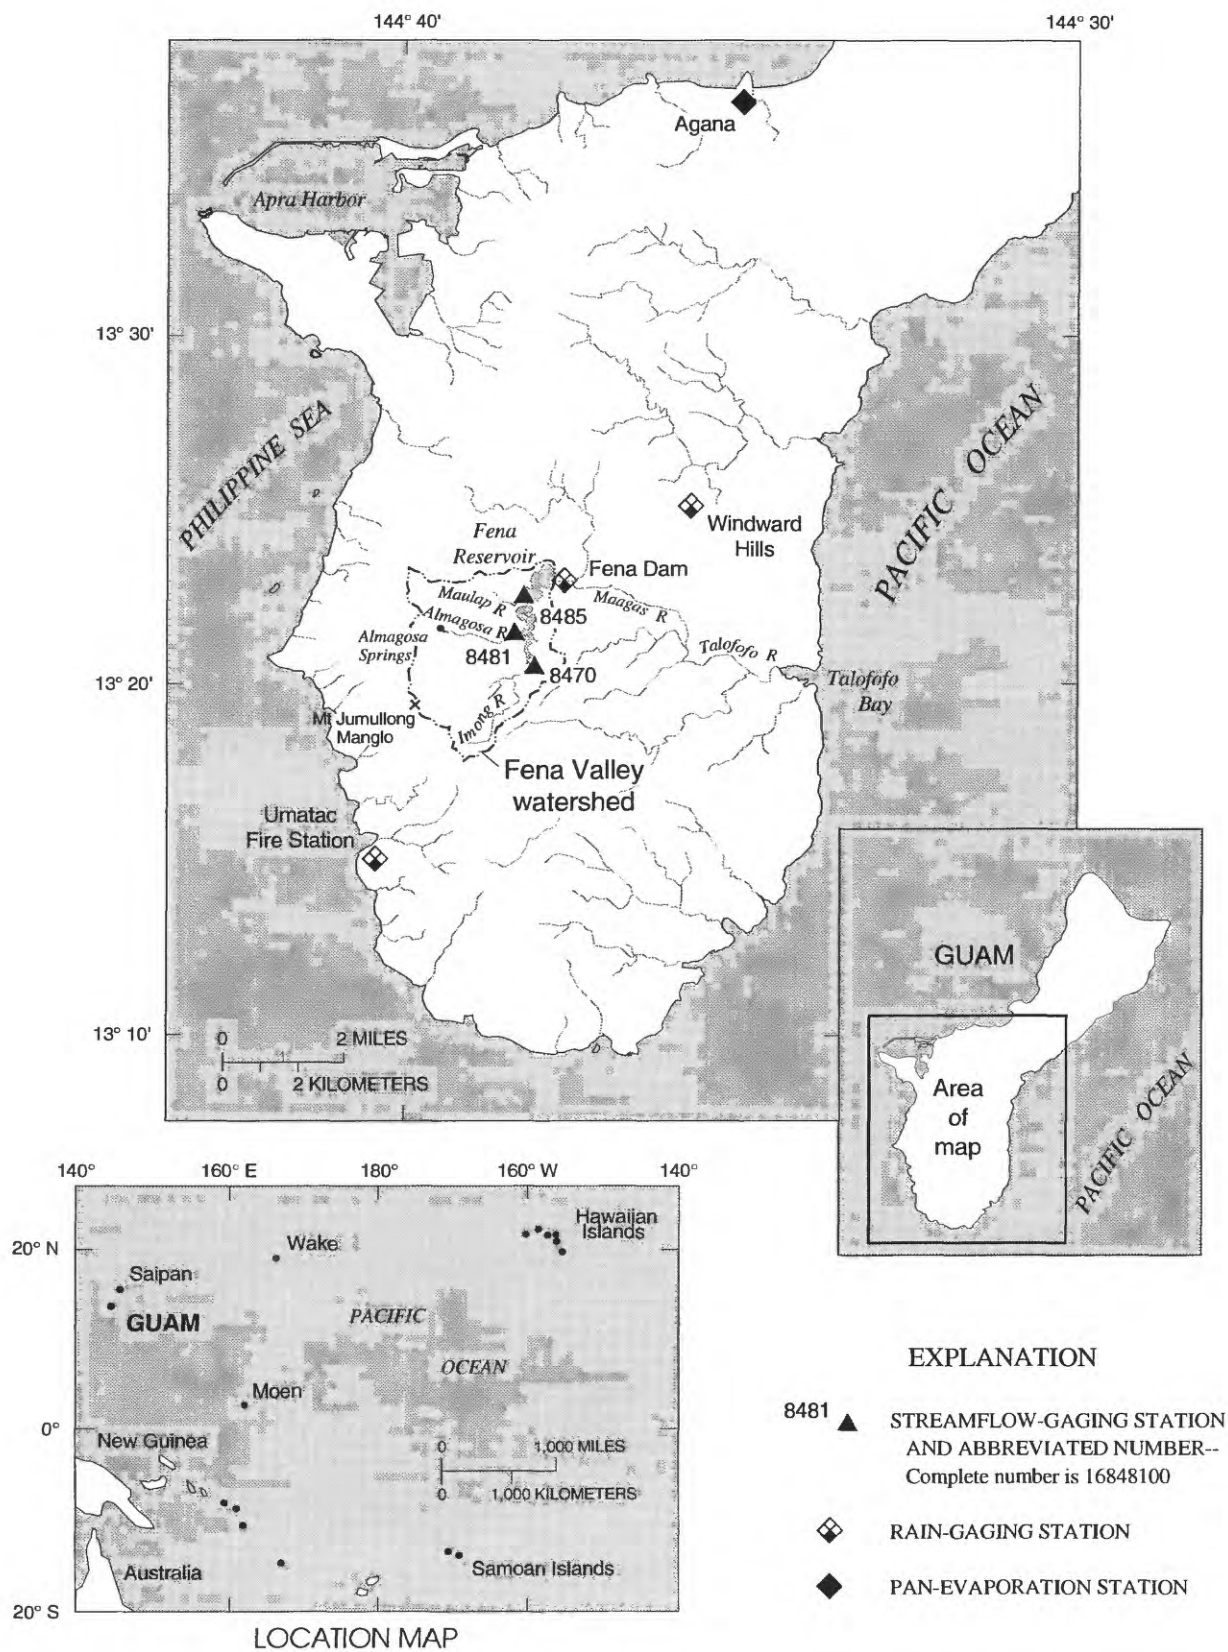 144° 40'
144° 30'
Agana
Apra Harbor
13° 30'
PHILIPPINE SEA
PACIFIC OCEAN
Windward
Hills
Fena
Reservoir
Fena Dam
Maulap R
Maagas R
8485
Almagosa R
Almagosa
Springs
8481
Talofofo R
8470
13° 20'
Talofofo
Bay
Imong R
Mt Jumullong
Manglo
Fena Valley
watershed
Umatac
Fire Station
13° 10'
0 2 MILES
0 2 KILOMETERS
GUAM
Area
of
map
PACIFIC OCEAN
140° 160° E 180° 160° W 140°
20° N
Hawaiian
Islands
Wake
Saipan
GUAM
PACIFIC
OCEAN
Moen
0°
New Guinea
0 1,000 MILES
0 1,000 KILOMETERS
Australia
Samoan Islands
20° S
LOCATION MAP
EXPLANATION
8481 STREAMFLOW-GAGING STATION
AND ABBREVIATED NUMBER--
Complete number is 16848100
RAIN-GAGING STATION
PAN-EVAPORATION STATION